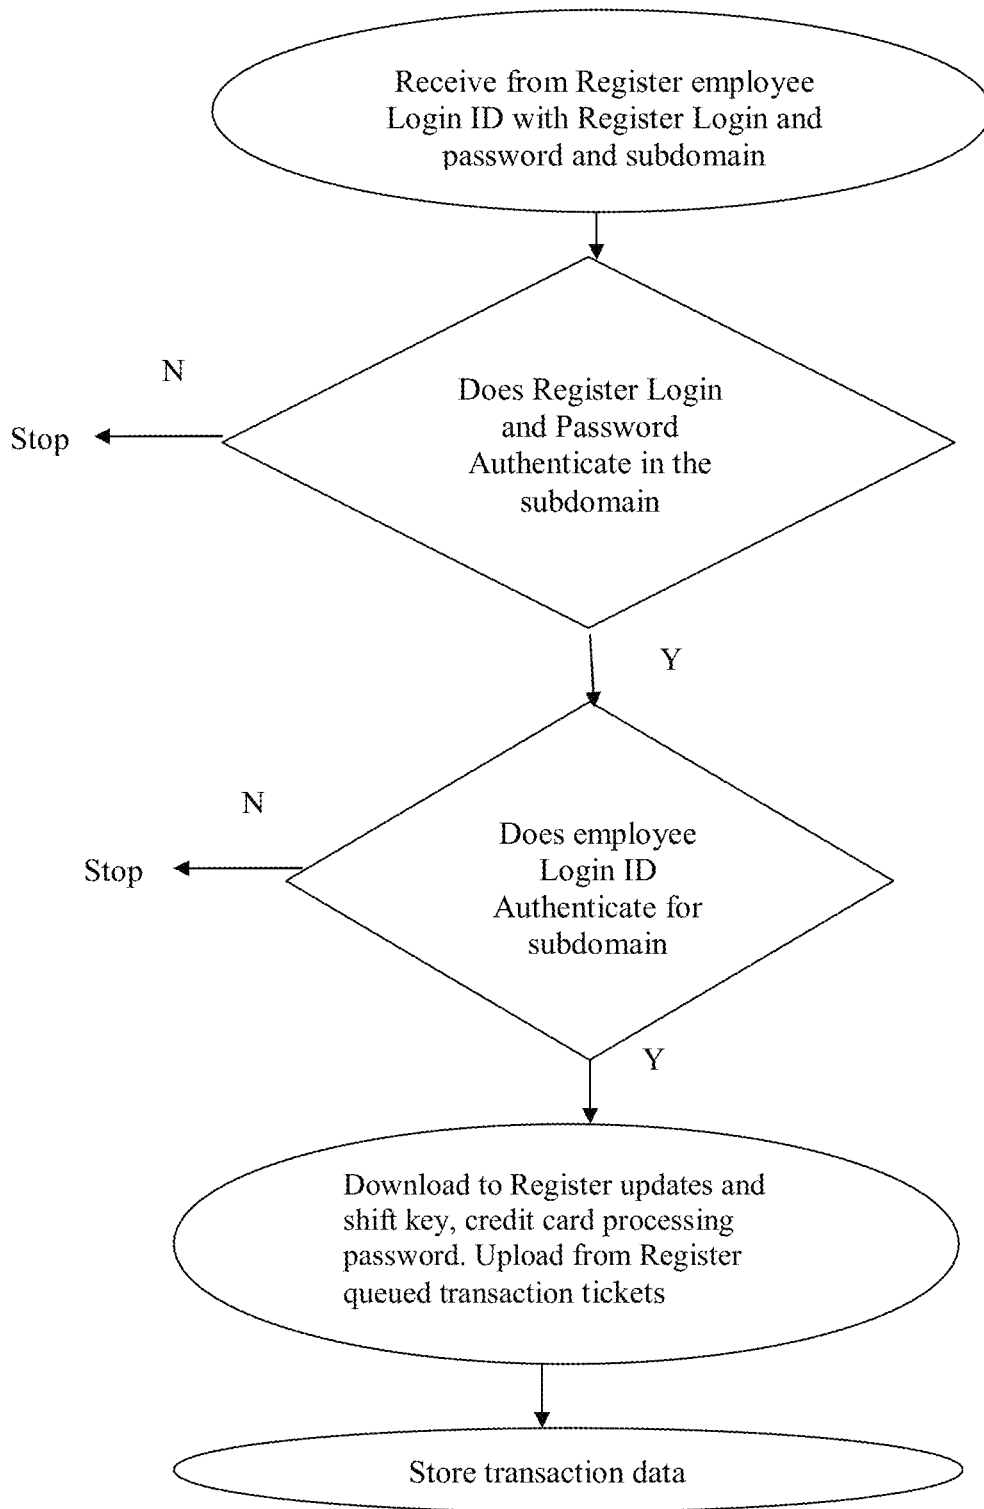 Receive from Register employee
Login ID with Register Login and
password and subdomain
N
Does Register Login
and Password
Authenticate in the
subdomain
Stop
Y
N
Does employee
Login ID
Authenticate for
subdomain
Stop
Y
Download to Register updates and
shift key, credit card processing
password. Upload from Register
queued transaction tickets
Store transaction data